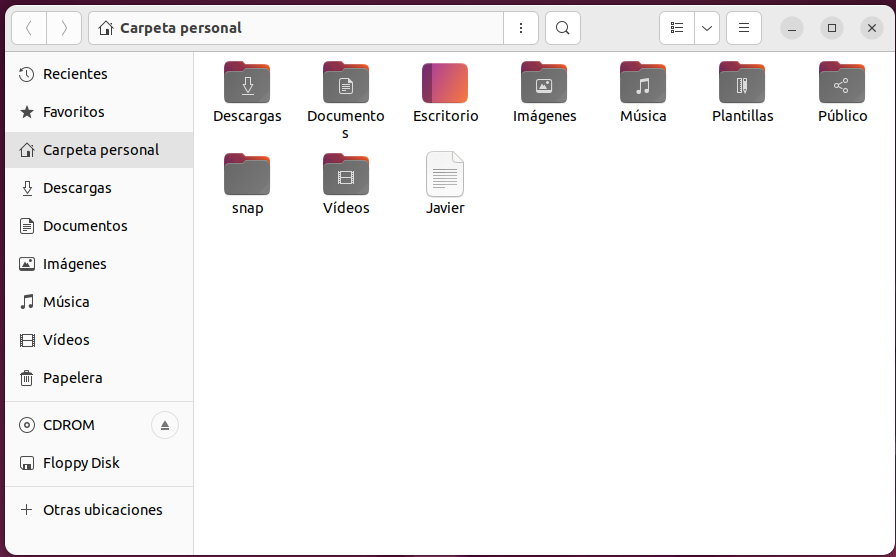 Carpeta personal
Recientes
Favoritos
Carpeta personal
Descargas
Documentos
Imágenes
Música
Vídeos
Papelera
CDROM
Floppy Disk
Otras ubicaciones
Descargas
Documento
s
Escritorio
Imágenes
Música
Plantillas
Público
snap
Vídeos
Javier